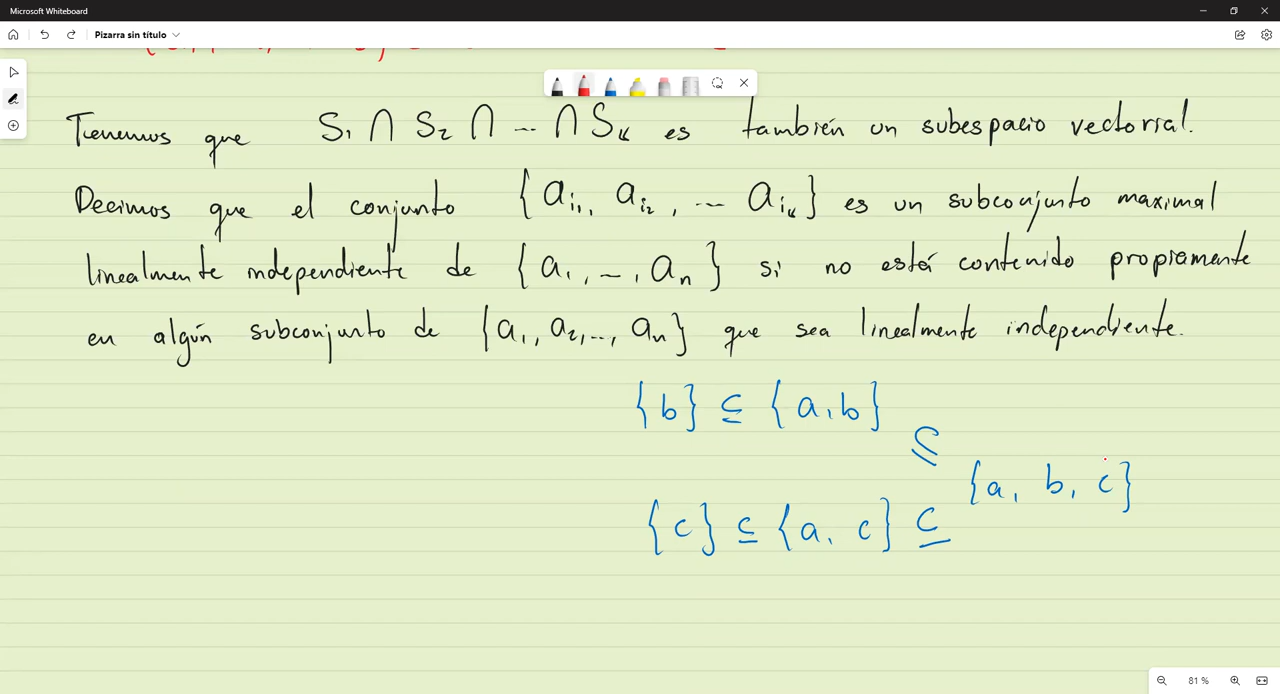 Microsoft Whiteboard
Pizarra sin título
Tenemos que S₁ ∩ S₂ ∩ ... ∩ Sₖ es también un subespacio vectorial.
Decimos que el conjunto {aᵢ₁, aᵢ₂, ... aᵢₖ} es un subconjunto maximal
linealmente independiente de {a₁, ..., aₙ} si no está contenido propiamente
en algún subconjunto de {a₁, a₂, ..., aₙ} que sea linealmente independiente.
{b} ⊆ {a, b}
⊆
{a, b, c}
{c} ⊆ {a, c} ⊆
81 %